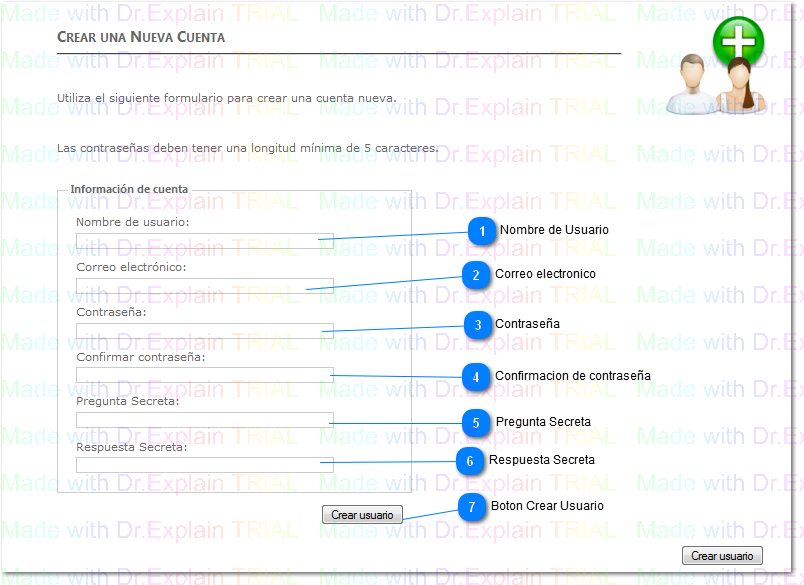 CREAR UNA NUEVA CUENTA
Utiliza el siguiente formulario para crear una cuenta nueva.
Las contraseñas deben tener una longitud mínima de 5 caracteres.
Información de cuenta
Nombre de usuario:
1 Nombre de Usuario
Correo electrónico:
2 Correo electronico
Contraseña:
3 Contraseña
Confirmar contraseña:
4 Confirmacion de contraseña
Pregunta Secreta:
5 Pregunta Secreta
Respuesta Secreta:
6 Respuesta Secreta
Crear usuario
7 Boton Crear Usuario
Crear usuario
Made with Dr.Explain TRIAL